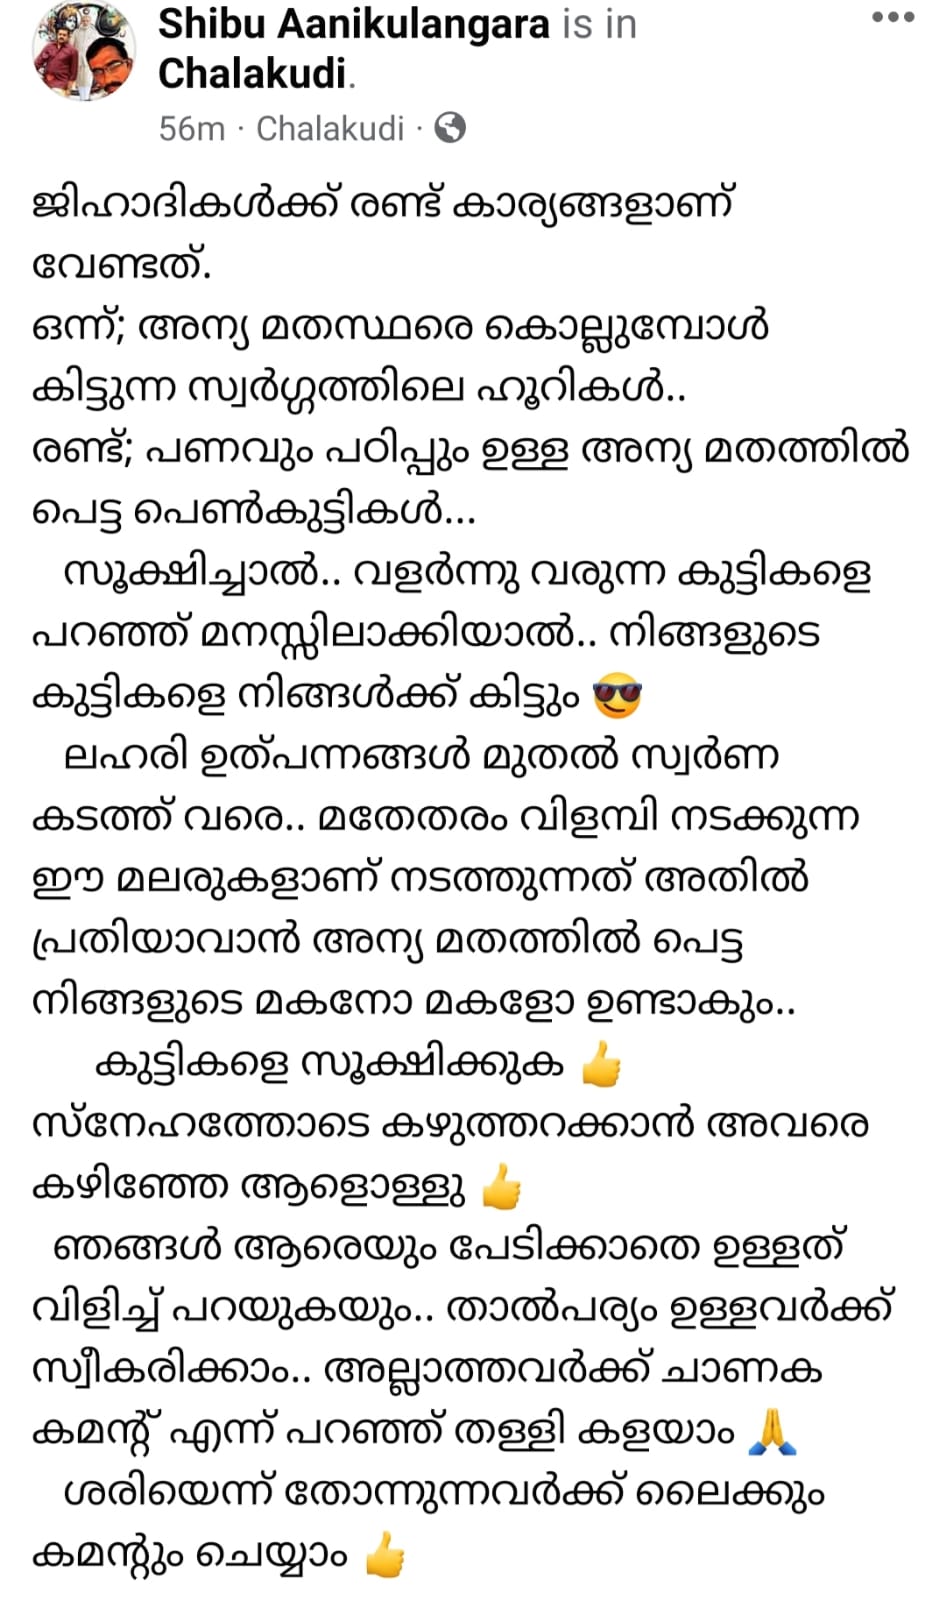 Shibu Aanikulangara is in
Chalakudi.
56m · Chalakudi ·
ജിഹാദികൾക്ക് രണ്ട് കാര്യങ്ങളാണ്
വേണ്ടത്.
ഒന്ന്; അന്യ മതസ്ഥരെ കൊല്ലുമ്പോൾ
കിട്ടുന്ന സ്വർഗ്ഗത്തിലെ ഹൂറികൾ..
രണ്ട്; പണവും പഠിപ്പും ഉള്ള അന്യ മതത്തിൽ
പെട്ട പെൺകുട്ടികൾ...
സൂക്ഷിച്ചാൽ.. വളർന്നു വരുന്ന കുട്ടികളെ
പറഞ്ഞ് മനസ്സിലാക്കിയാൽ.. നിങ്ങളുടെ
കുട്ടികളെ നിങ്ങൾക്ക് കിട്ടും 😎
ലഹരി ഉത്പന്നങ്ങൾ മുതൽ സ്വർണ
കടത്ത് വരെ.. മതേതരം വിളമ്പി നടക്കുന്ന
ഈ മലരുകളാണ് നടത്തുന്നത് അതിൽ
പ്രതിയാവാൻ അന്യ മതത്തിൽ പെട്ട
നിങ്ങളുടെ മകനോ മകളോ ഉണ്ടാകും..
കുട്ടികളെ സൂക്ഷിക്കുക 👍
സ്നേഹത്തോടെ കഴുത്തറക്കാൻ അവരെ
കഴിഞ്ഞേ ആളൊള്ളു 👍
ഞങ്ങൾ ആരെയും പേടിക്കാതെ ഉള്ളത്
വിളിച്ച് പറയുകയും.. താൽപര്യം ഉള്ളവർക്ക്
സ്വീകരിക്കാം.. അല്ലാത്തവർക്ക് ചാണക
കമന്റ് എന്ന് പറഞ്ഞ് തള്ളി കളയാം 🙏
ശരിയെന്ന് തോന്നുന്നവർക്ക് ലൈക്കും
കമന്റും ചെയ്യാം 👍